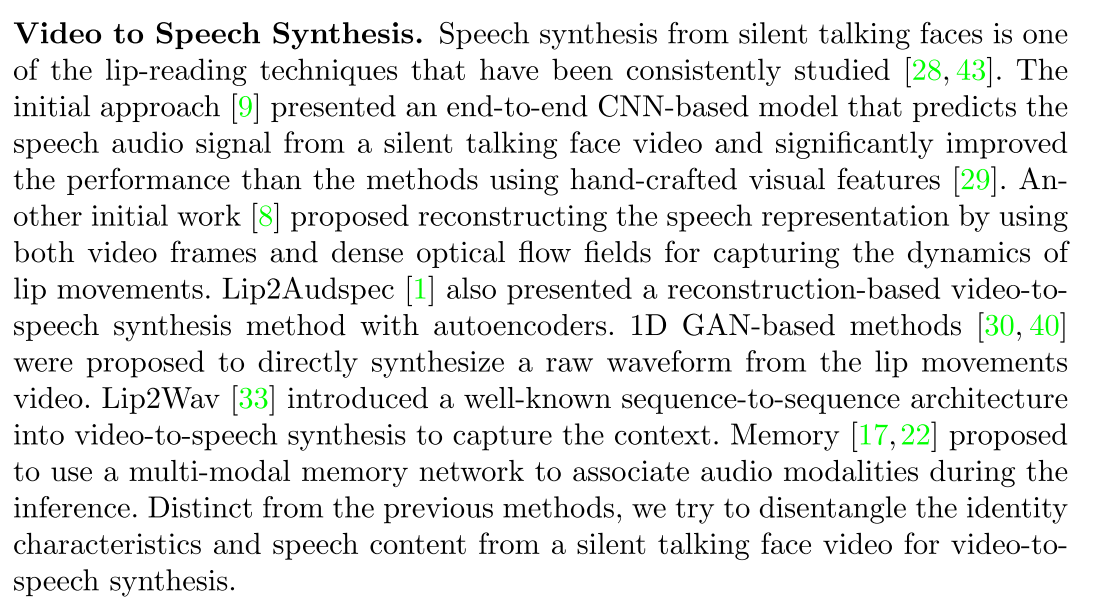 Video to Speech Synthesis. Speech synthesis from silent talking faces is one
of the lip-reading techniques that have been consistently studied [28, 43]. The
initial approach [9] presented an end-to-end CNN-based model that predicts the
speech audio signal from a silent talking face video and significantly improved
the performance than the methods using hand-crafted visual features [29]. An-
other initial work [8] proposed reconstructing the speech representation by using
both video frames and dense optical flow fields for capturing the dynamics of
lip movements. Lip2Audspec [1] also presented a reconstruction-based video-to-
speech synthesis method with autoencoders. 1D GAN-based methods [30, 40]
were proposed to directly synthesize a raw waveform from the lip movements
video. Lip2Wav [33] introduced a well-known sequence-to-sequence architecture
into video-to-speech synthesis to capture the context. Memory [17, 22] proposed
to use a multi-modal memory network to associate audio modalities during the
inference. Distinct from the previous methods, we try to disentangle the identity
characteristics and speech content from a silent talking face video for video-to-
speech synthesis.